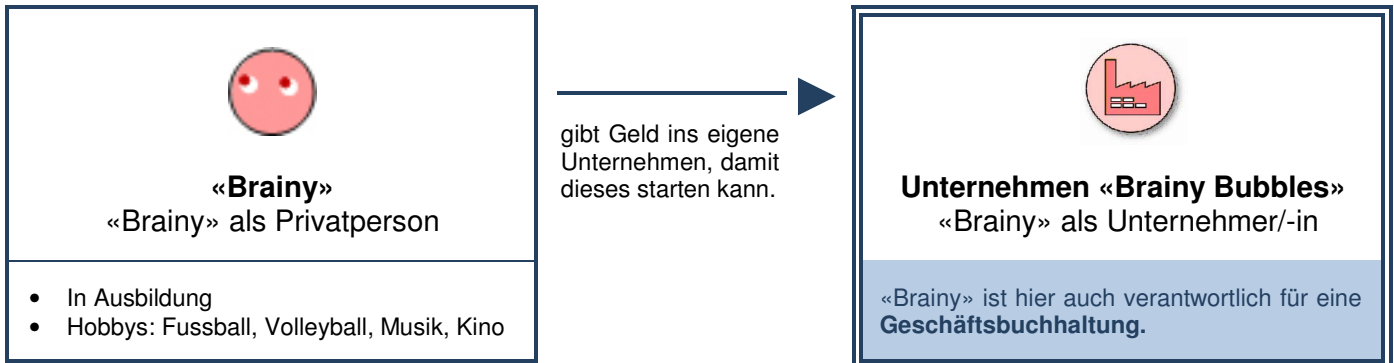 «Brainy»
«Brainy» als Privatperson
• In Ausbildung
• Hobbys: Fussball, Volleyball, Musik, Kino
gibt Geld ins eigene
Unternehmen, damit
dieses starten kann.
Unternehmen «Brainy Bubbles»
«Brainy» als Unternehmer/-in
«Brainy» ist hier auch verantwortlich für eine
Geschäftsbuchhaltung.